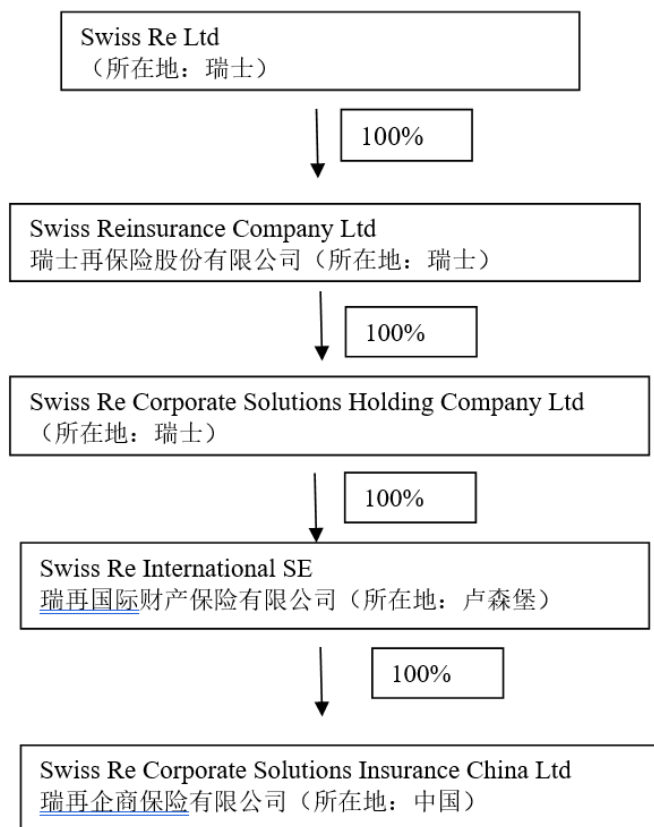 Swiss Re Ltd
（所在地：瑞士）
100%
Swiss Reinsurance Company Ltd
瑞士再保险股份有限公司（所在地：瑞士）
100%
Swiss Re Corporate Solutions Holding Company Ltd
（所在地：瑞士）
100%
Swiss Re International SE
瑞再国际财产保险有限公司（所在地：卢森堡）
100%
Swiss Re Corporate Solutions Insurance China Ltd
瑞再企商保险有限公司（所在地：中国）